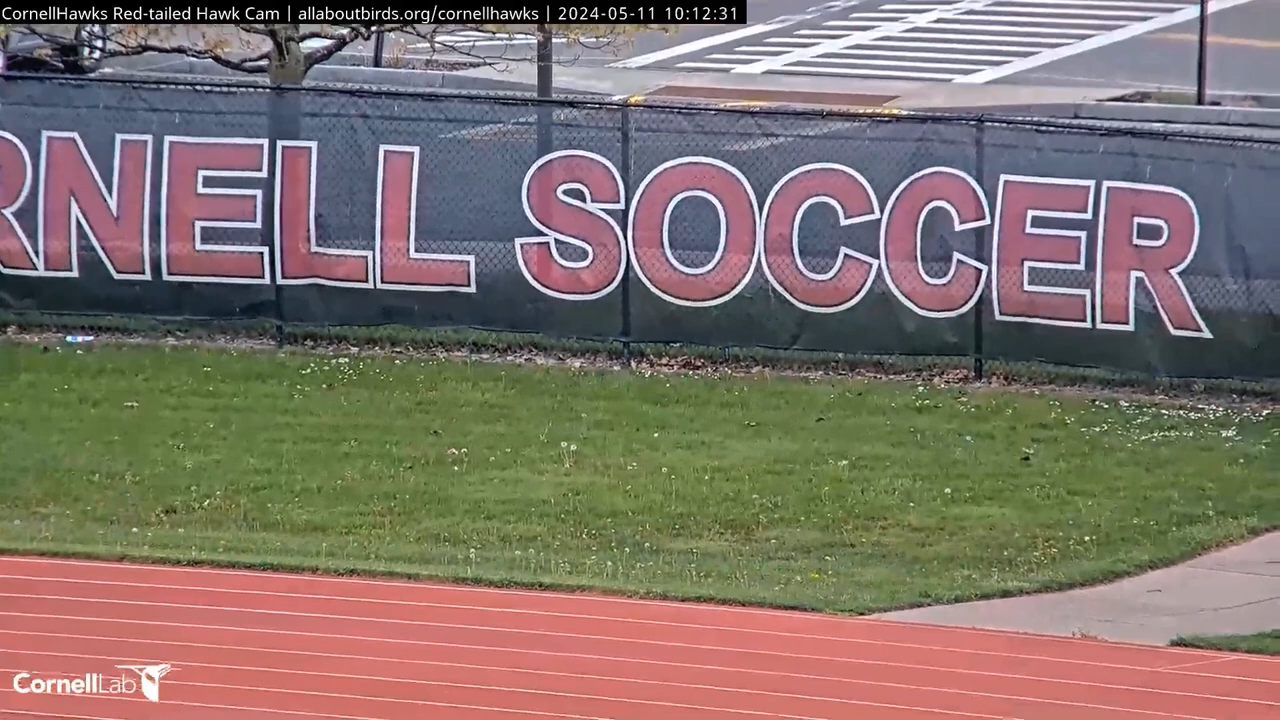 CornellHawks Red-tailed Hawk Cam | allaboutbirds.org/cornellhawks | 2024-05-11 10:12:31
RNELL SOCCER
CornellLab